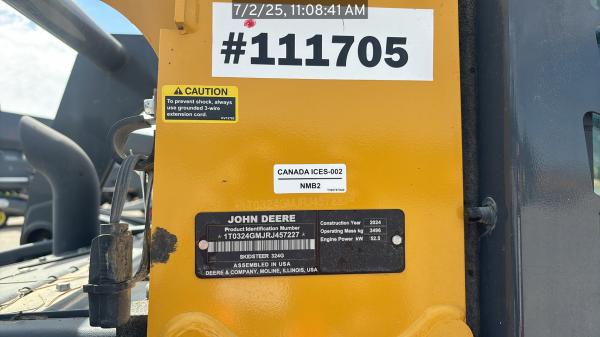 7/2/25, 11:08:41 AM
#111705
CAUTION
To prevent shock, always
use grounded 3-wire
extension cord.
CANADA ICES-002
NMB2
JOHN DEERE
Product Identification Number
*1T0324GMJRJ457227*
SKIDSTEER 324G
ASSEMBLED IN USA
DEERE & COMPANY, MOLINE, ILLINOIS, USA
Construction Year 2024
Operating Mass kg 3496
Engine Power kW 52.5